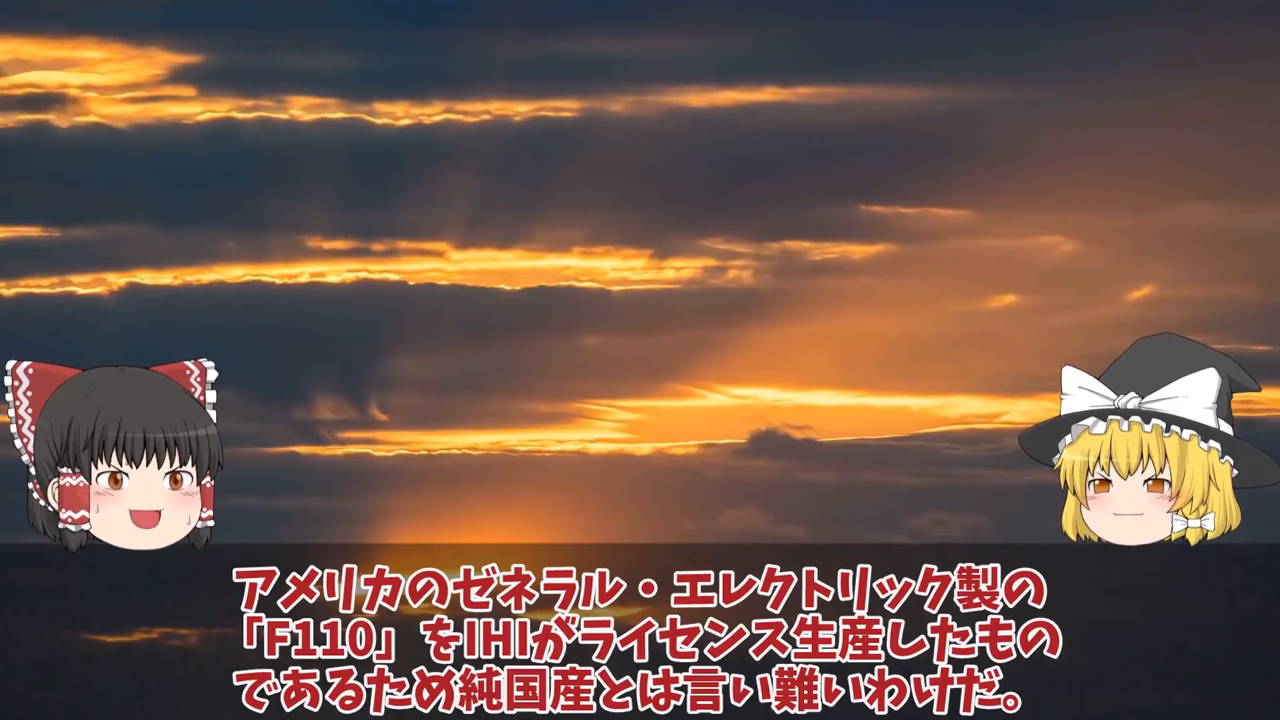 アメリカのゼネラル・エレクトリック製の
「F110」をIHIがライセンス生産したもの
であるため純国産とは言い難いわけだ。